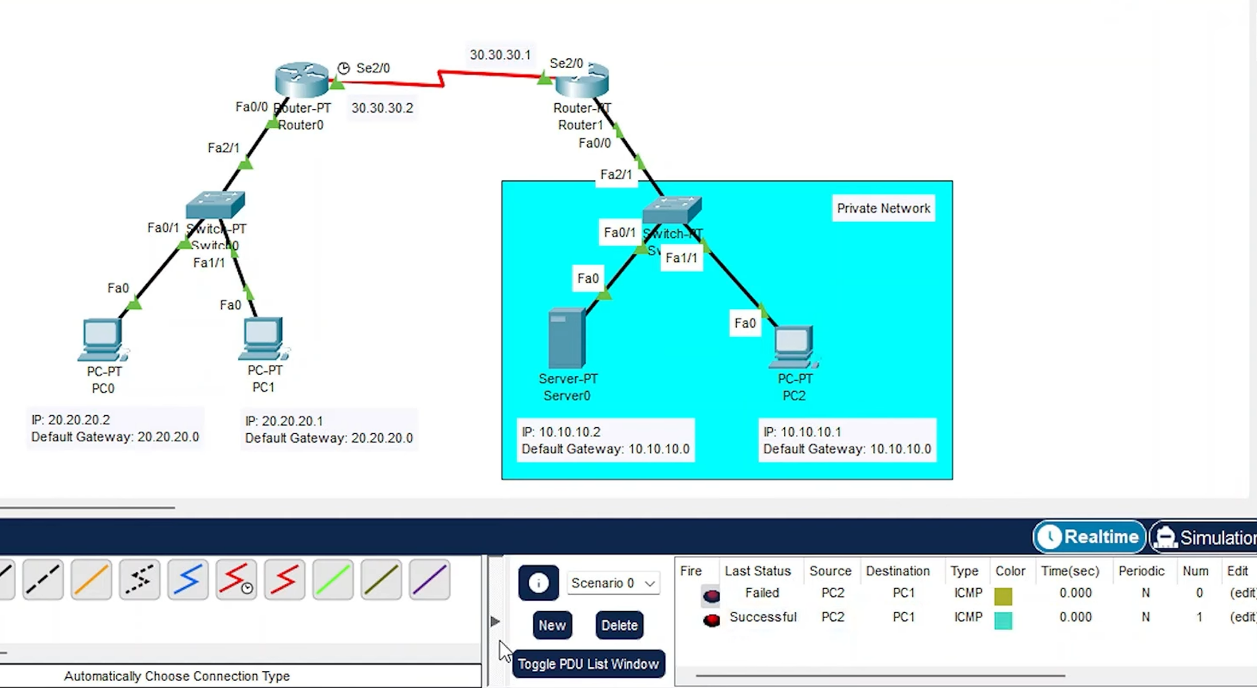 30.30.30.1
Se2/0
Se2/0
Fa0/0
Router-PT
30.30.30.2
Router0
Router-PT
Router1
Fa0/0
Fa2/1
Fa2/1
Private Network
Fa0/1
Switch-PT
Switch0
Fa1/1
Fa0/1
Switch-PT
Fa1/1
Fa0
Fa0
Fa0
Fa0
PC-PT
PC0
PC-PT
PC1
Server-PT
Server0
PC-PT
PC2
IP: 20.20.20.2
Default Gateway: 20.20.20.0
IP: 20.20.20.1
Default Gateway: 20.20.20.0
IP: 10.10.10.2
Default Gateway: 10.10.10.0
IP: 10.10.10.1
Default Gateway: 10.10.10.0
Realtime
Simulation
Scenario 0
New
Delete
Toggle PDU List Window
Automatically Choose Connection Type
Fire Last Status Source Destination Type Color Time(sec) Periodic Num Edit
Failed PC2 PC1 ICMP 0.000 N 0 (edit
Successful PC2 PC1 ICMP 0.000 N 1 (edit